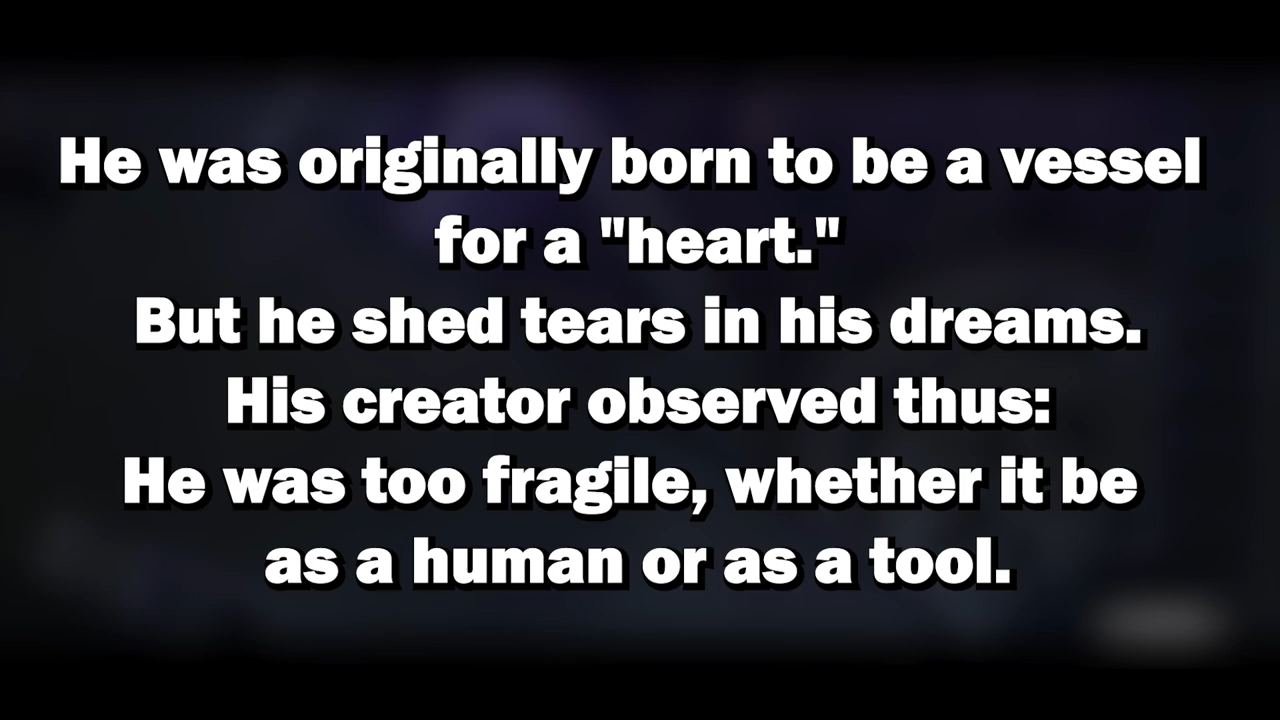 He was originally born to be a vessel
for a "heart."
But he shed tears in his dreams.
His creator observed thus:
He was too fragile, whether it be
as a human or as a tool.